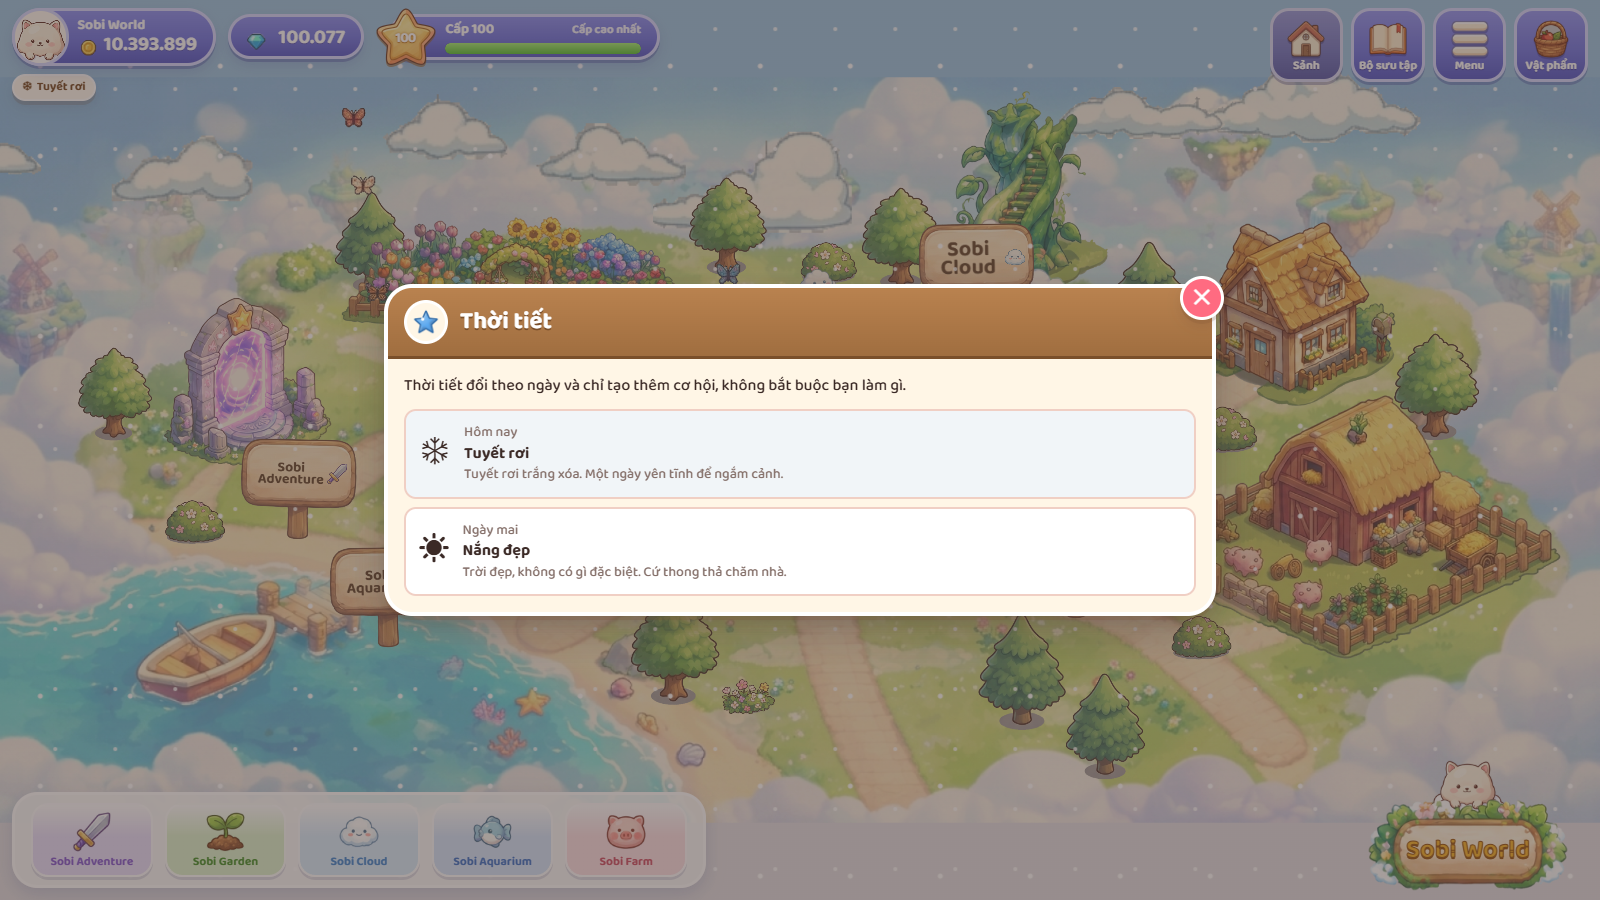 Sobi World
10.393.899
100.077
100
Cấp 100
Cấp cao nhất
Sảnh
Bộ sưu tập
Menu
Vật phẩm
Tuyết rơi
Sobi
Cloud
Thời tiết
Thời tiết đổi theo ngày và chỉ tạo thêm cơ hội, không bắt buộc bạn làm gì.
Hôm nay
Tuyết rơi
Tuyết rơi trắng xóa. Một ngày yên tĩnh để ngắm cảnh.
Ngày mai
Nắng đẹp
Trời đẹp, không có gì đặc biệt. Cứ thong thả chăm nhà.
Sobi
Adventure
Sobi Adventure
Sobi Garden
Sobi Cloud
Sobi Aquarium
Sobi Farm
Sobi World